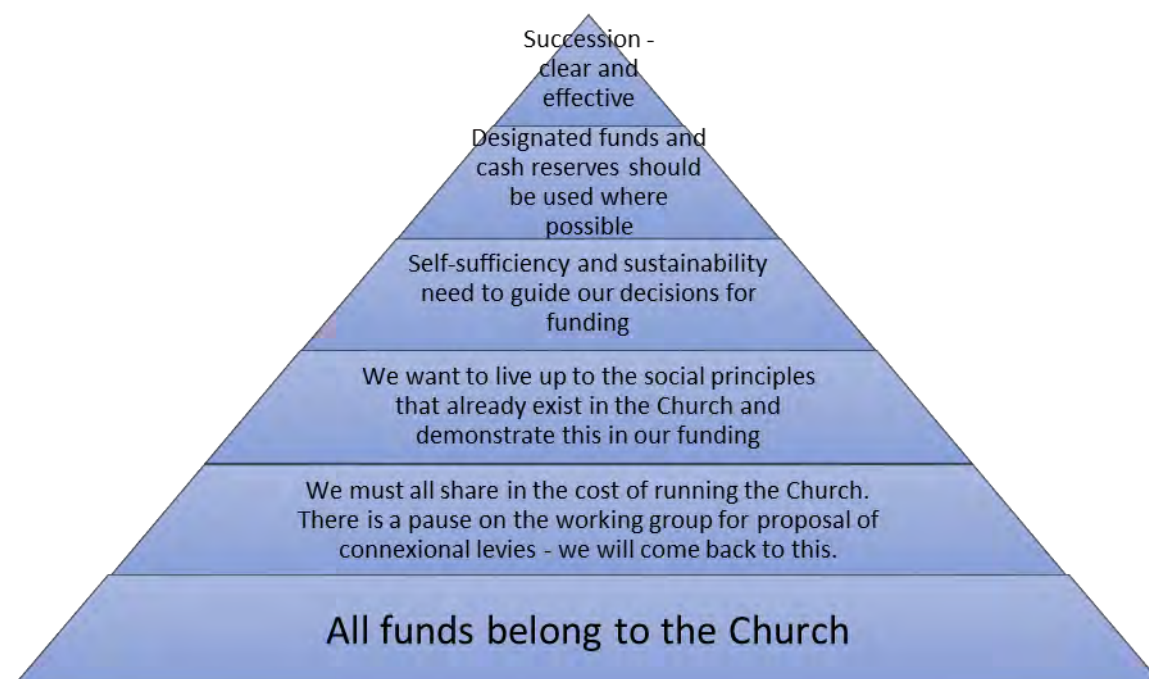 Succession -
clear and
effective
Designated funds and
cash reserves should
be used where
possible
Self-sufficiency and sustainability
need to guide our decisions for
funding
We want to live up to the social principles
that already exist in the Church and
demonstrate this in our funding
We must all share in the cost of running the Church.
There is a pause on the working group for proposal of
connexional levies - we will come back to this.
All funds belong to the Church